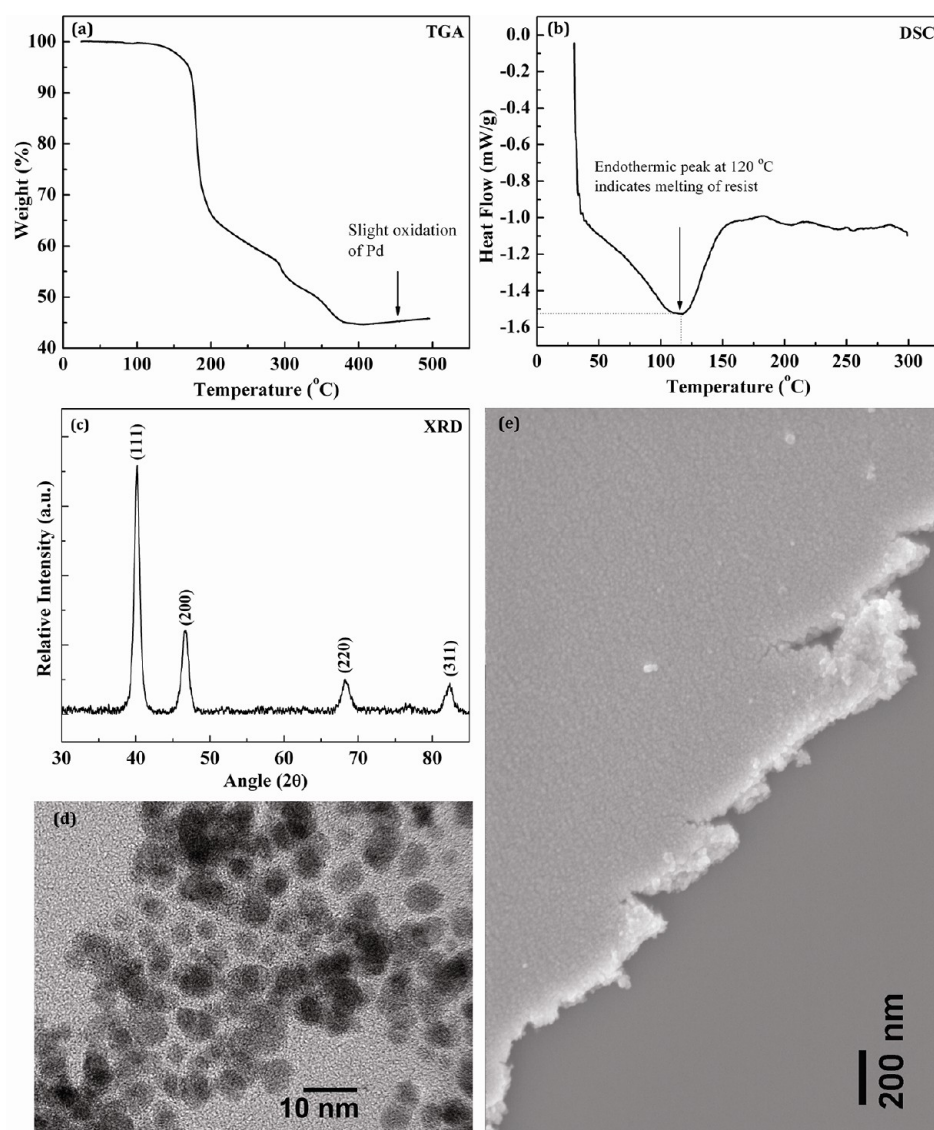 (a)
TGA
100
90
80
70
60
50
40
Weight (%)
Slight oxidation
of Pd
0
100
200
300
400
500
Temperature (°C)
(b)
DSC
0.0
-0.2
-0.4
-0.6
-0.8
-1.0
-1.2
-1.4
-1.6
Heat Flow (mW/g)
Endothermic peak at 120 °C
indicates melting of resist
0
50
100
150
200
250
300
Temperature (°C)
(c)
XRD
Relative Intensity (a.u.)
(111)
(200)
(220)
(311)
30
40
50
60
70
80
Angle (2θ)
(d)
10 nm
(e)
200 nm